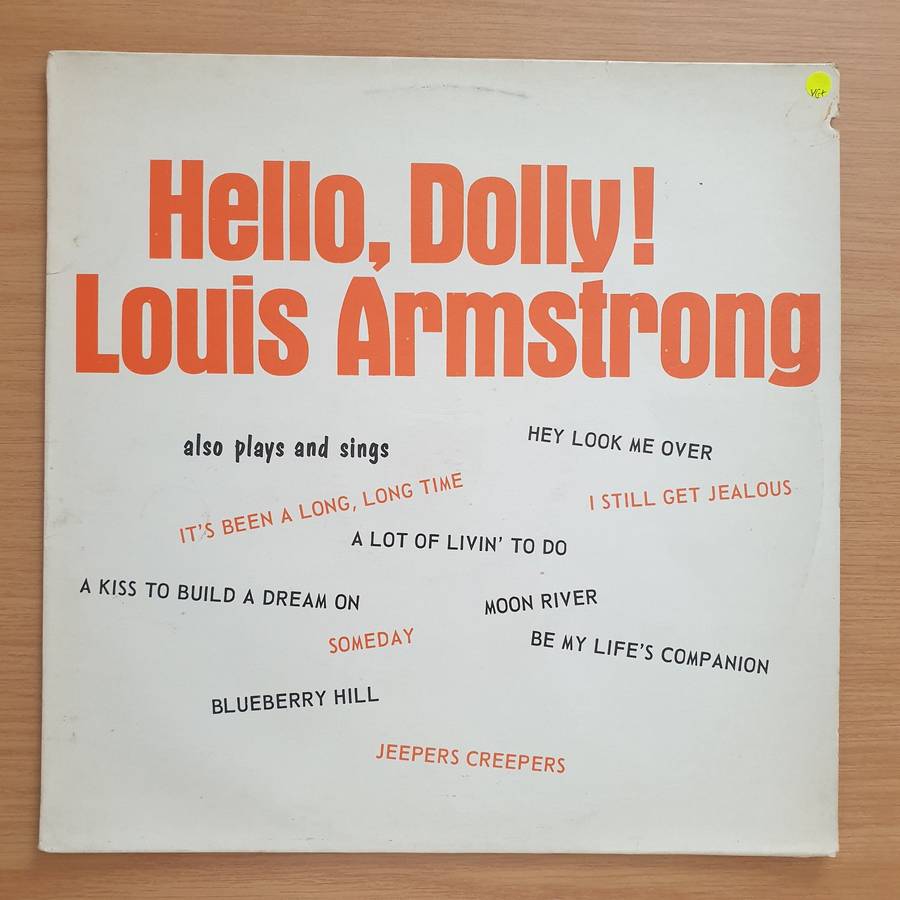 VG+
Hello, Dolly!
Louis Armstrong
also plays and sings
HEY LOOK ME OVER
IT'S BEEN A LONG, LONG TIME
I STILL GET JEALOUS
A LOT OF LIVIN' TO DO
A KISS TO BUILD A DREAM ON
MOON RIVER
SOMEDAY
BE MY LIFE'S COMPANION
BLUEBERRY HILL
JEEPERS CREEPERS